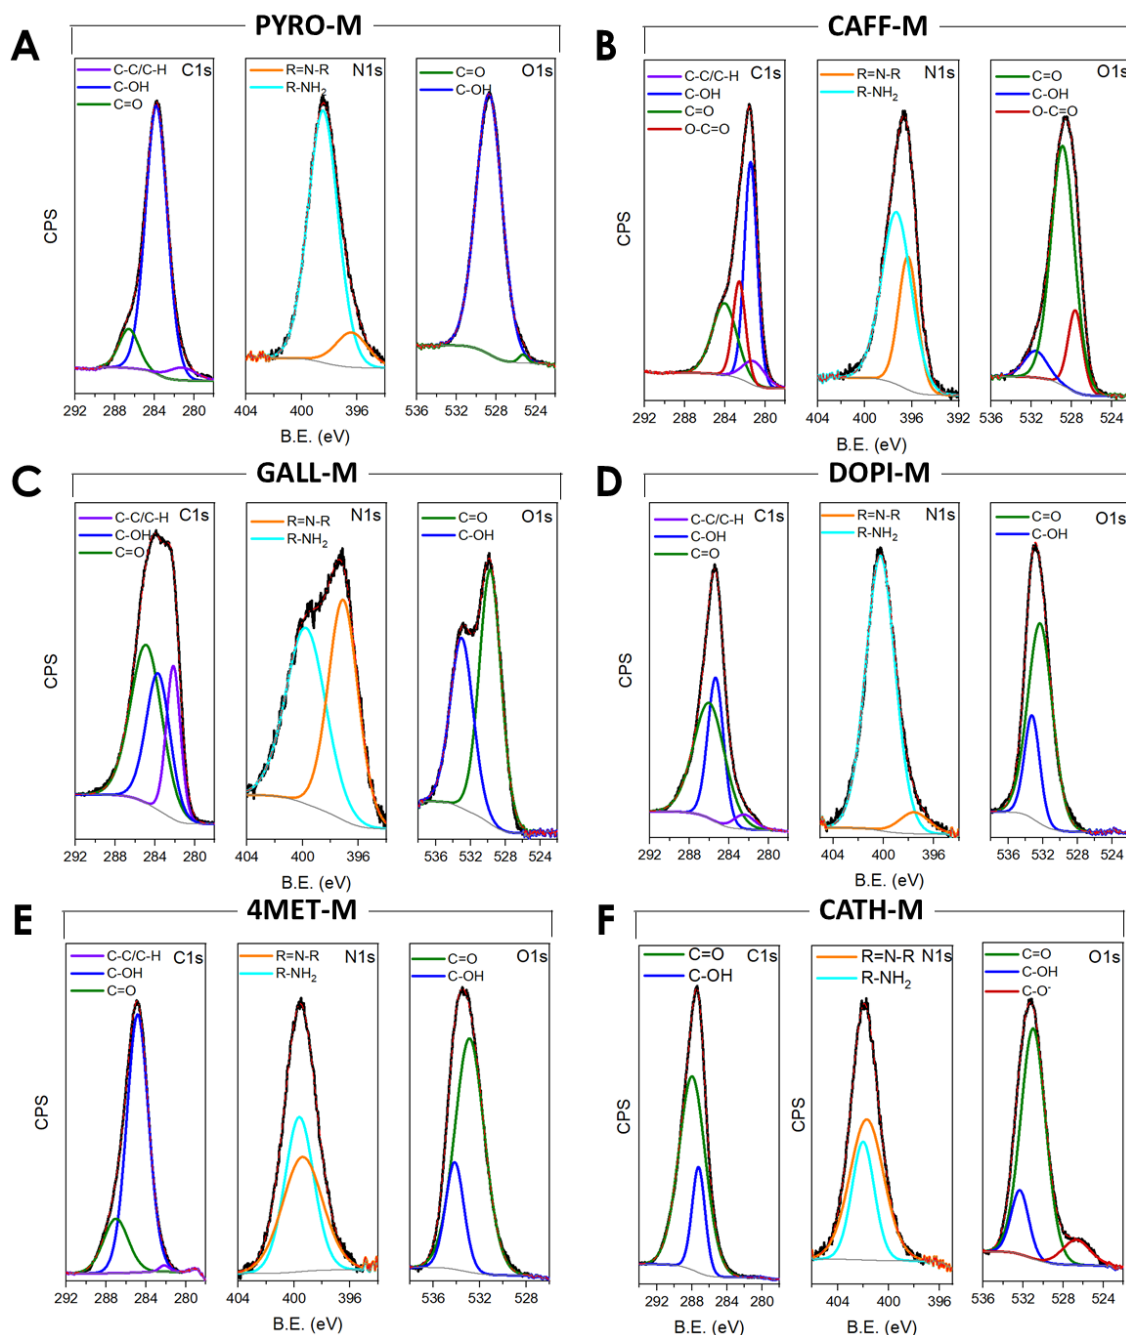 A PYRO-M
C-C/C-H
C-OH
C=O
C1s
R=N-R
R-NH2
N1s
C=O
C-OH
O1s
CPS
292 288 284 280
400 396
536 532 528 524
B.E. (eV)
B.E. (eV)
B CAFF-M
C-C/C-H
C-OH
C=O
O-C=O
C1s
R=N-R
R-NH2
N1s
C=O
C-OH
O-C=O
O1s
CPS
292 288 284 280
404 400 396 392
536 532 528 524
B.E. (eV)
C GALL-M
C-C/C-H
C-OH
C=O
C1s
R=N-R
R-NH2
N1s
C=O
C-OH
O1s
CPS
292 288 284 280
404 400 396
536 532 528 524
B.E. (eV)
D DOPI-M
C-C/C-H
C-OH
C=O
C1s
R=N-R
R-NH2
N1s
C=O
C-OH
O1s
CPS
292 288 284 280
404 400 396
536 532 528 524
B.E. (eV)
E 4MET-M
C-C/C-H
C-OH
C=O
C1s
R=N-R
R-NH2
N1s
C=O
C-OH
O1s
CPS
292 288 284 280
404 400 396
536 532 528 524
B.E. (eV)
F CATH-M
C=O
C-OH
C1s
R=N-R
R-NH2
N1s
C=O
C-OH
C-O-
O1s
CPS
CPS
292 288 284 280
404 400 396
536 532 528 524
B.E. (eV)
B.E. (eV)